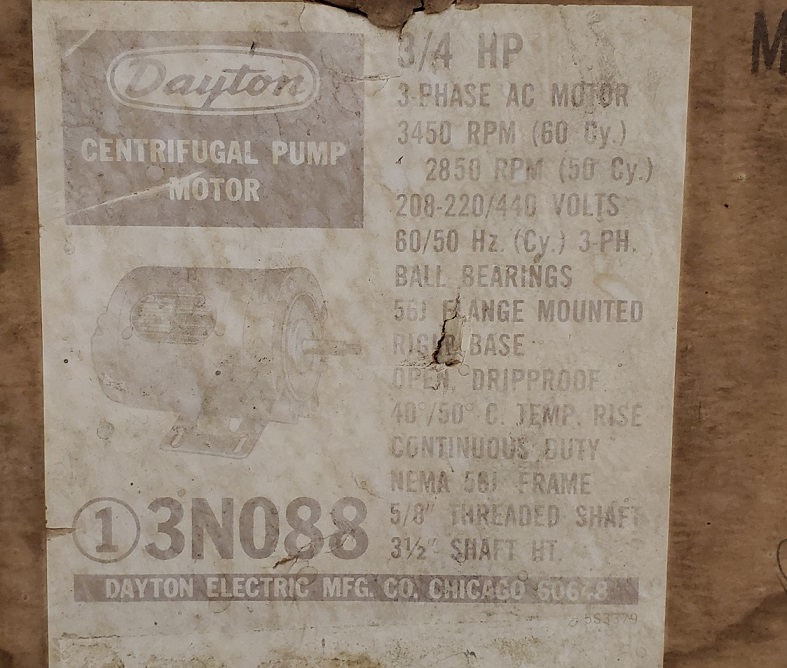 Dayton
CENTRIFUGAL PUMP
MOTOR
3/4 HP
3-PHASE AC MOTOR
3450 RPM (60 Cy.)
2850 RPM (50 Cy.)
208-220/440 VOLTS
60/50 Hz. (Cy.) 3-PH.
BALL BEARINGS
56J FLANGE MOUNTED
BASE
OPEN, DRIPPROOF
40°/50° C. TEMP. RISE
CONTINUOUS DUTY
NEMA 56J FRAME
5/8" THREADED SHAFT
3½" SHAFT HT.
1 3N088
DAYTON ELECTRIC MFG. CO. CHICAGO 60648
M